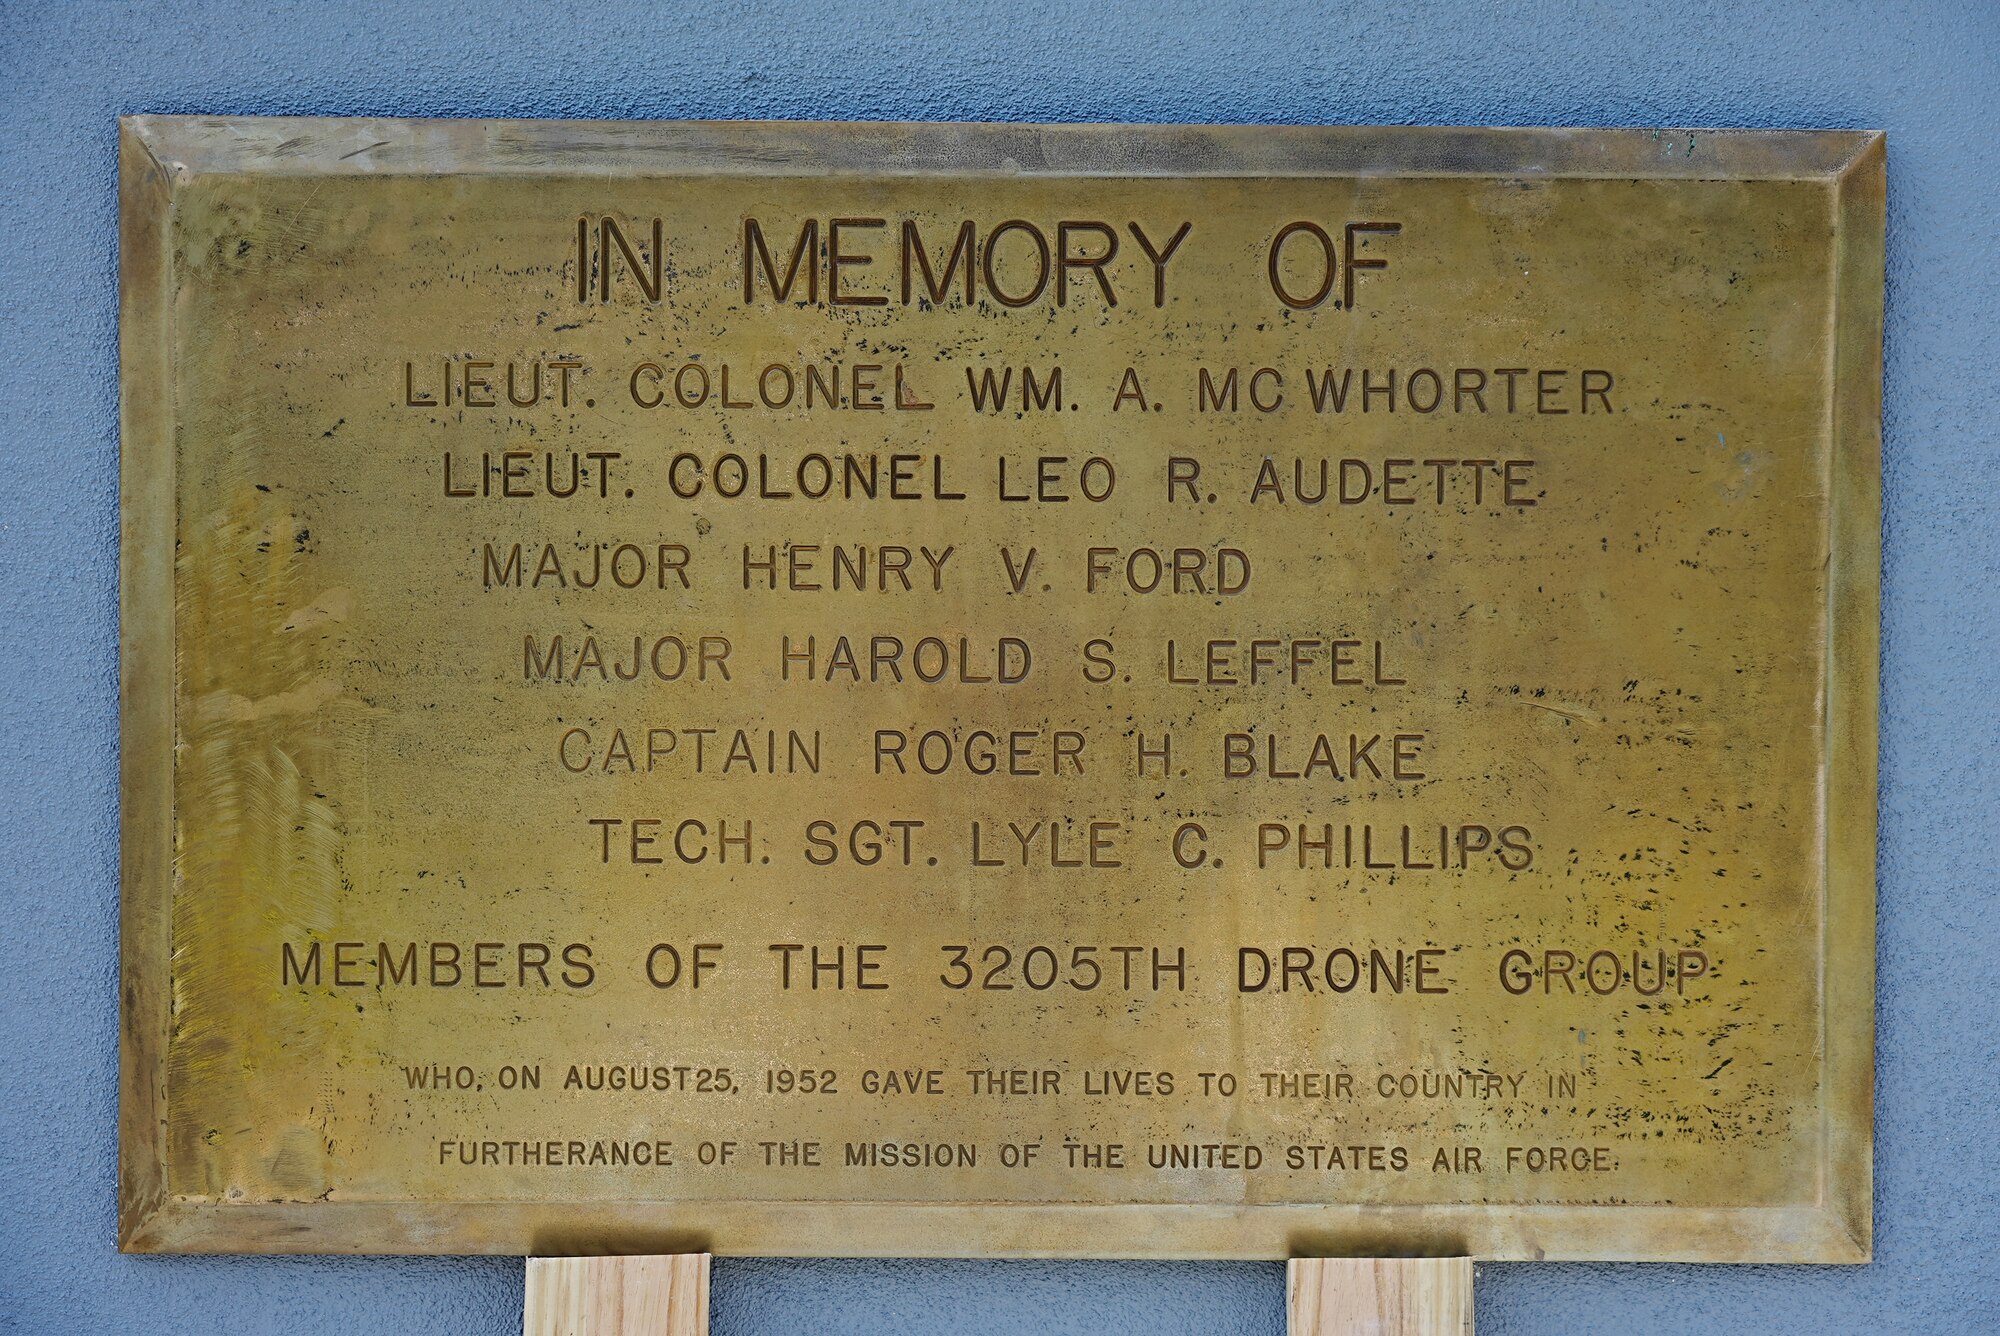 IN MEMORY OF
LIEUT. COLONEL WM. A. MC WHORTER
LIEUT. COLONEL LEO R. AUDETTE
MAJOR HENRY V. FORD
MAJOR HAROLD S. LEFFEL
CAPTAIN ROGER H. BLAKE
TECH. SGT. LYLE C. PHILLIPS
MEMBERS OF THE 3205TH DRONE GROUP
WHO, ON AUGUST 25, 1952 GAVE THEIR LIVES TO THEIR COUNTRY IN
FURTHERANCE OF THE MISSION OF THE UNITED STATES AIR FORCE.